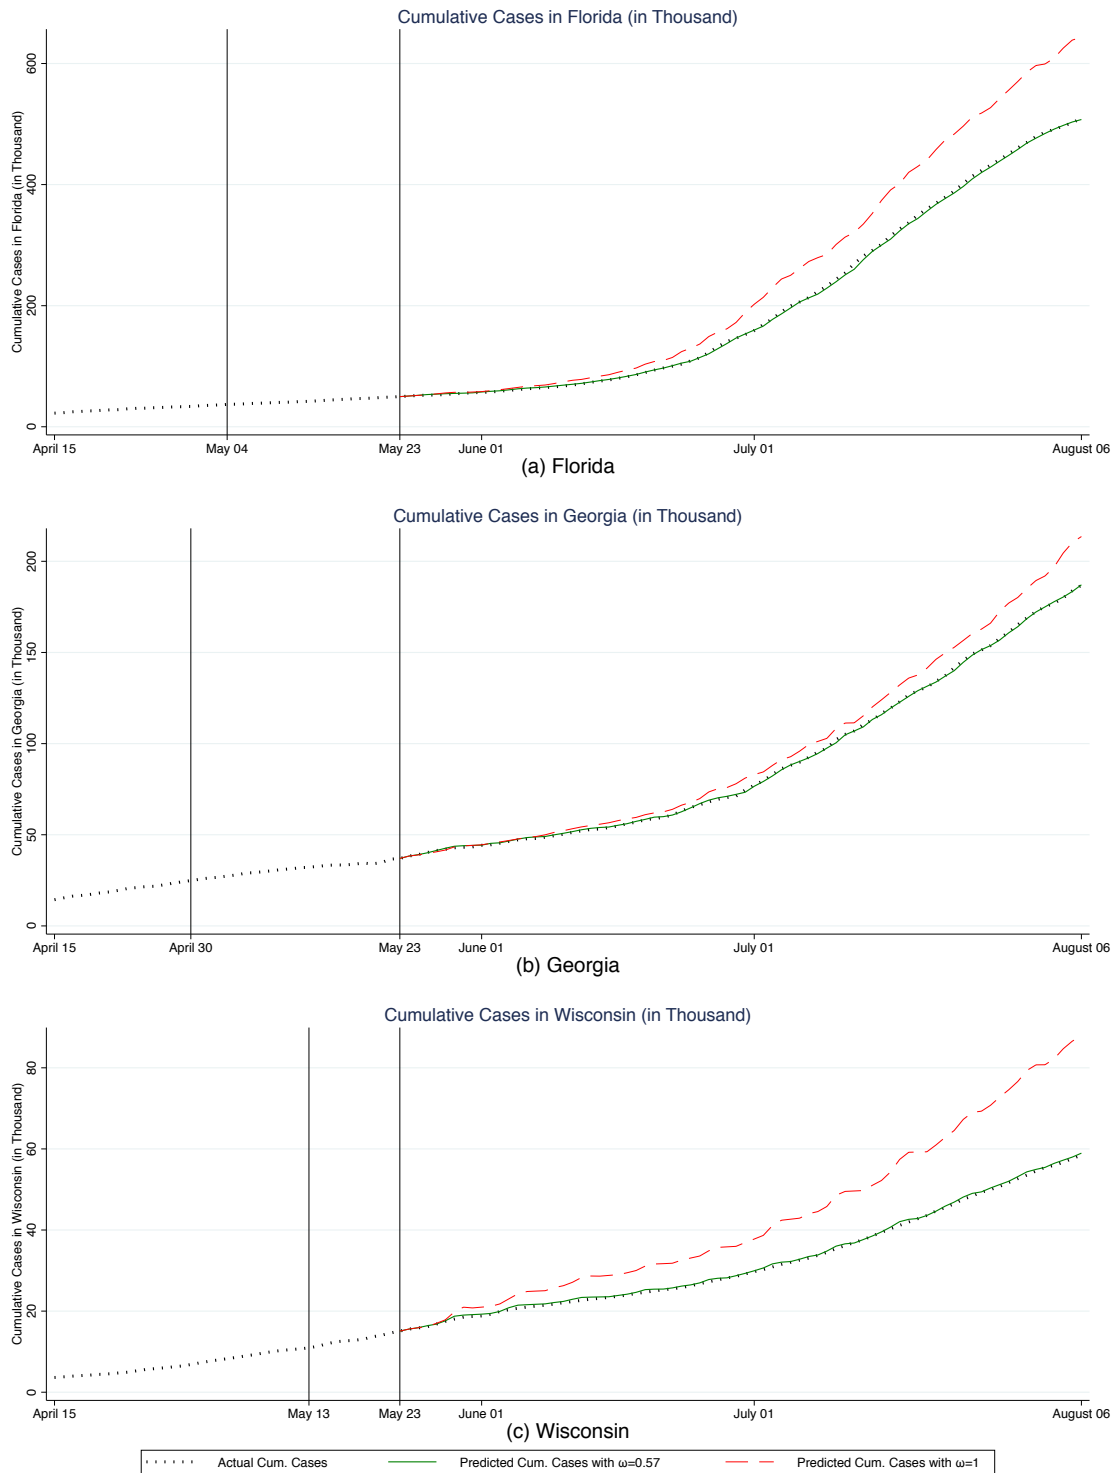 Cumulative Cases in Florida (in Thousand)
Cumulative Cases in Florida (in Thousand)
600
400
200
0
April 15 May 04 May 23 June 01 July 01 August 06
(a) Florida
Cumulative Cases in Georgia (in Thousand)
Cumulative Cases in Georgia (in Thousand)
200
150
100
50
0
April 15 April 30 May 23 June 01 July 01 August 06
(b) Georgia
Cumulative Cases in Wisconsin (in Thousand)
Cumulative Cases in Wisconsin (in Thousand)
80
60
40
20
0
April 15 May 13 May 23 June 01 July 01 August 06
(c) Wisconsin
Actual Cum. Cases Predicted Cum. Cases with ω=0.57 Predicted Cum. Cases with ω=1